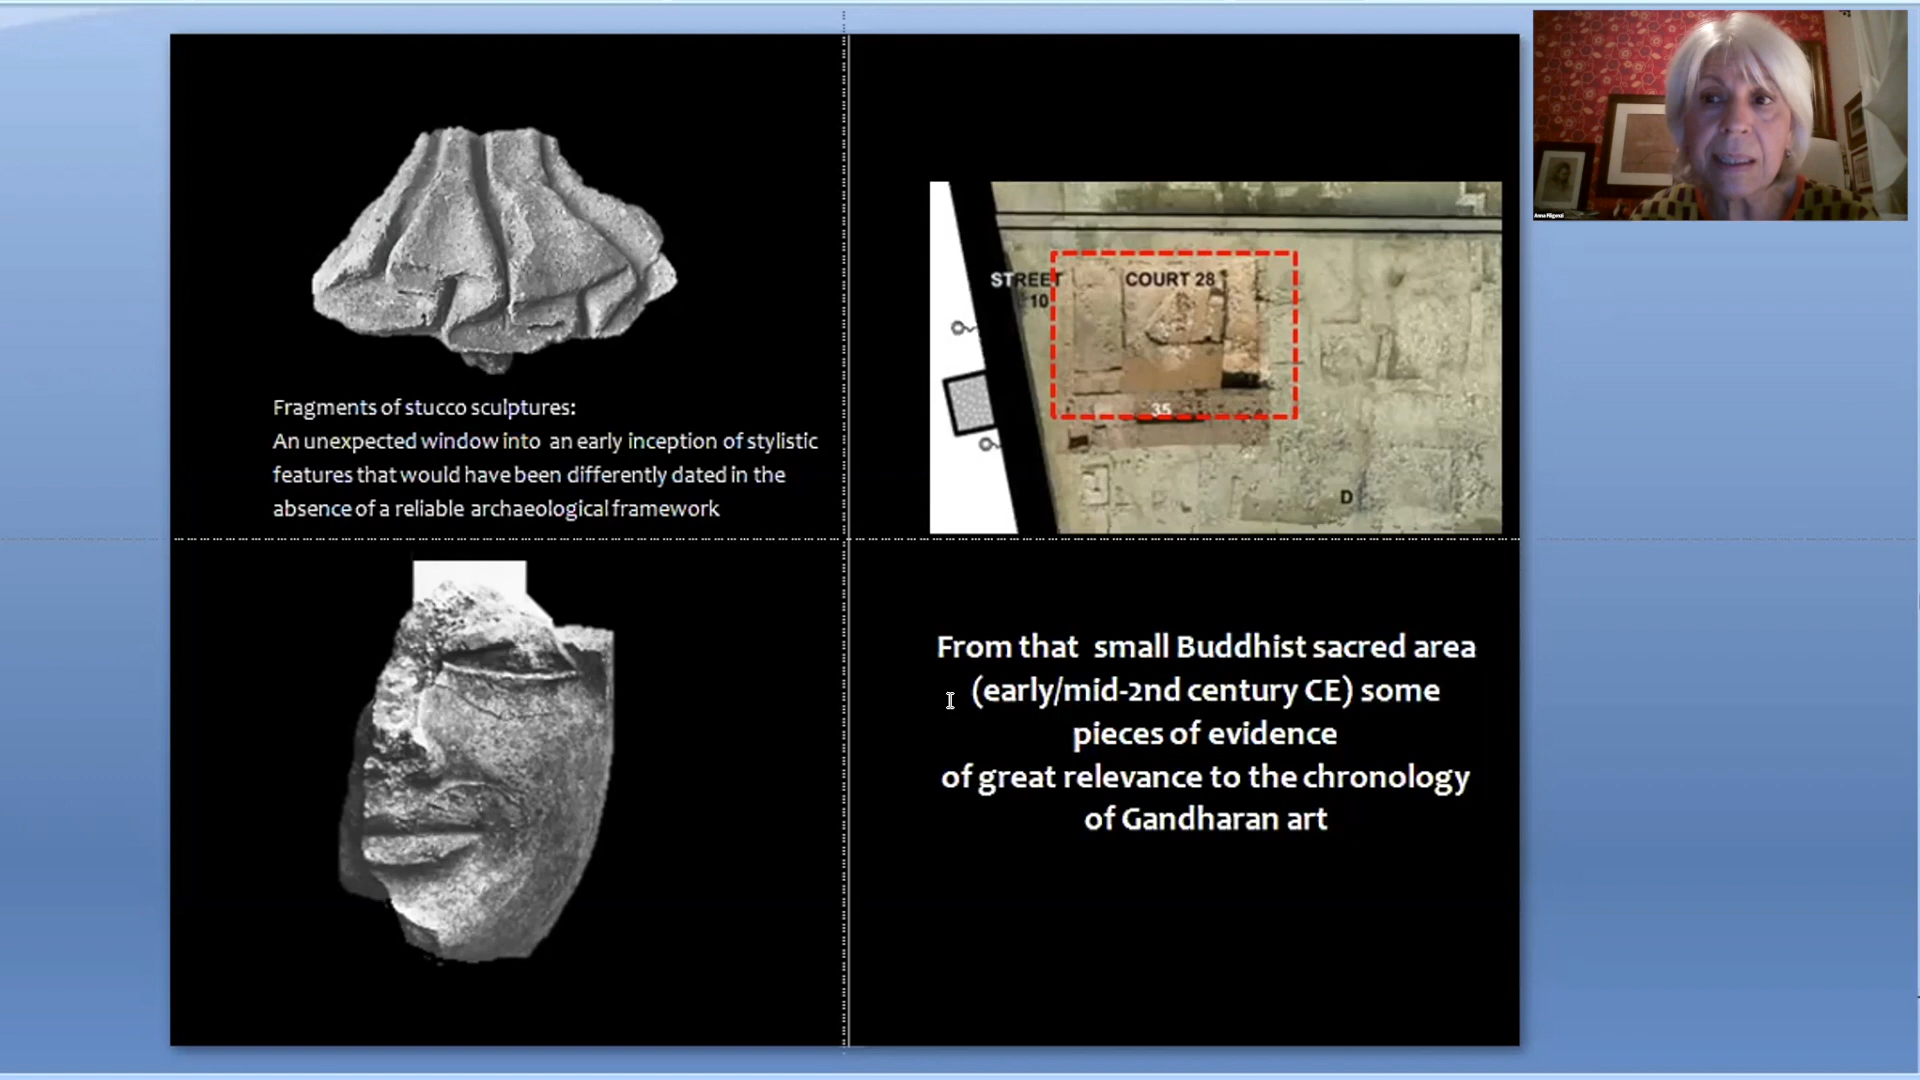 Fragments of stucco sculptures:
An unexpected window into an early inception of stylistic
features that would have been differently dated in the
absence of a reliable archaeological framework
STREET
10
COURT 28
35
D
From that small Buddhist sacred area
(early/mid-2nd century CE) some
pieces of evidence
of great relevance to the chronology
of Gandharan art
Anna Filigenzi